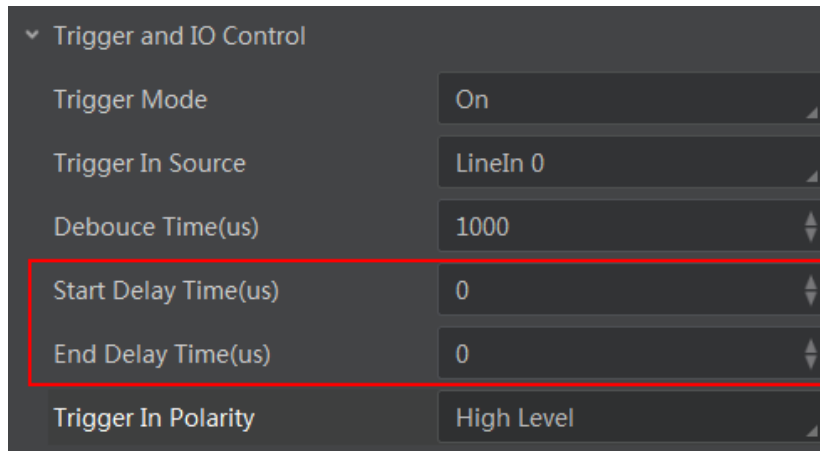 Trigger and IO Control
Trigger Mode On
Trigger In Source LineIn 0
Debouce Time(us) 1000
Start Delay Time(us) 0
End Delay Time(us) 0
Trigger In Polarity High Level